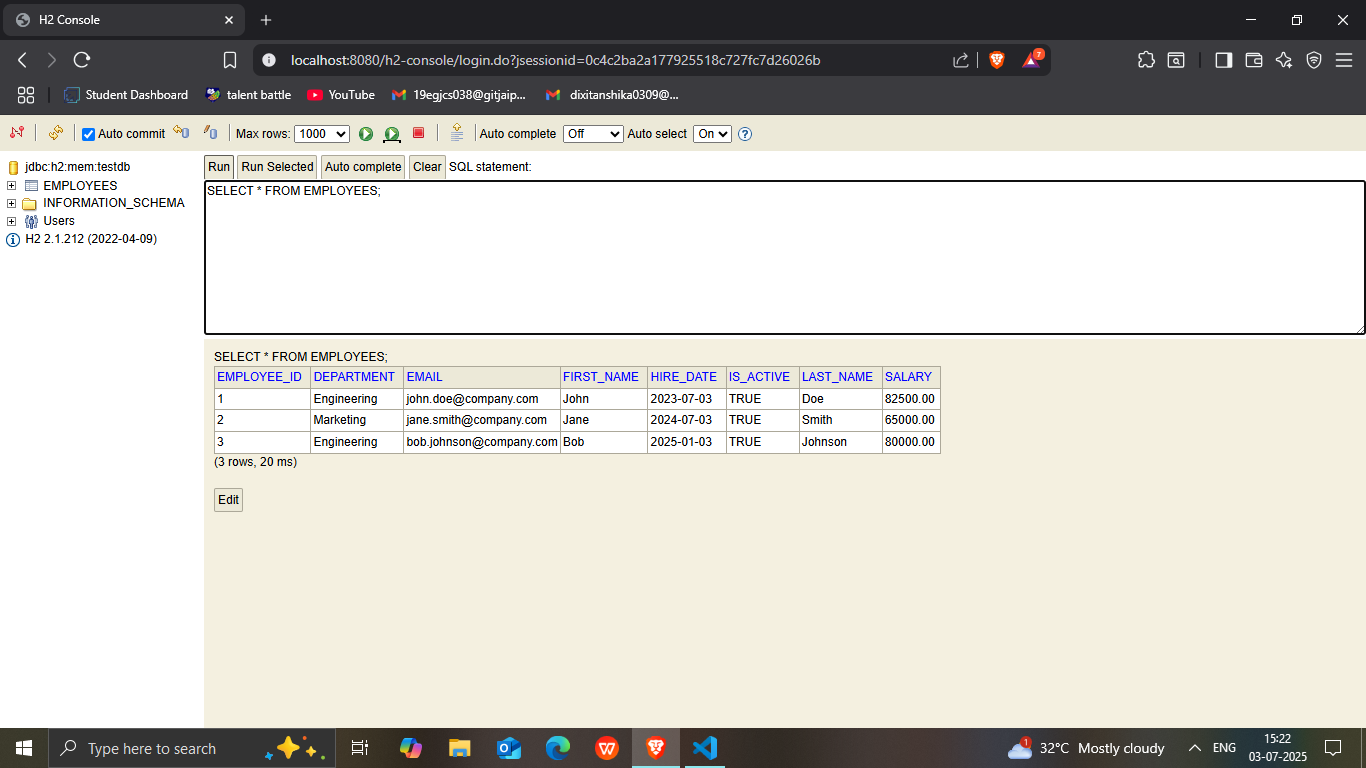 H2 Console
localhost:8080/h2-console/login.do?jsessionid=0c4c2ba2a177925518c727fc7d26026b
7
Student Dashboard talent battle YouTube 19egjcs038@gitjaip... dixitanshika0309@...
Auto commit Max rows: 1000 Auto complete Off Auto select On ?
jdbc:h2:mem:testdb
EMPLOYEES
INFORMATION_SCHEMA
Users
H2 2.1.212 (2022-04-09)
Run Run Selected Auto complete Clear SQL statement:
SELECT * FROM EMPLOYEES;
SELECT * FROM EMPLOYEES;
EMPLOYEE_ID DEPARTMENT EMAIL FIRST_NAME HIRE_DATE IS_ACTIVE LAST_NAME SALARY
1 Engineering john.doe@company.com John 2023-07-03 TRUE Doe 82500.00
2 Marketing jane.smith@company.com Jane 2024-07-03 TRUE Smith 65000.00
3 Engineering bob.johnson@company.com Bob 2025-01-03 TRUE Johnson 80000.00
(3 rows, 20 ms)
Edit
Type here to search
1 32°C Mostly cloudy ENG 15:22
03-07-2025